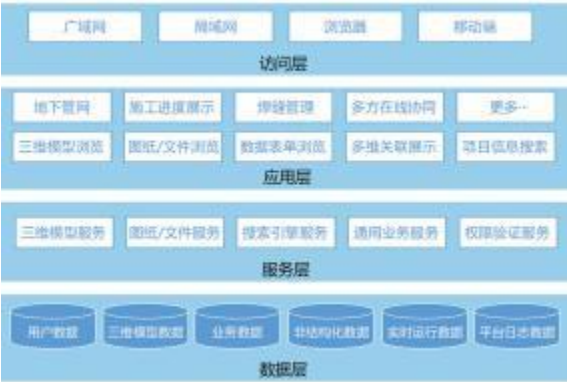 广域网 局域网 浏览器 移动端
访问层
地下管网 施工进度展示 焊缝管理 多方在线协同 更多...
三维模型浏览 图纸/文件浏览 数据表单浏览 多维关联展示 项目信息搜索
应用层
三维模型服务 图纸/文件服务 搜索引擎服务 通用业务服务 权限验证服务
服务层
用户数据 三维模型数据 业务数据 非结构化数据 实时运行数据 平台日志数据
数据层